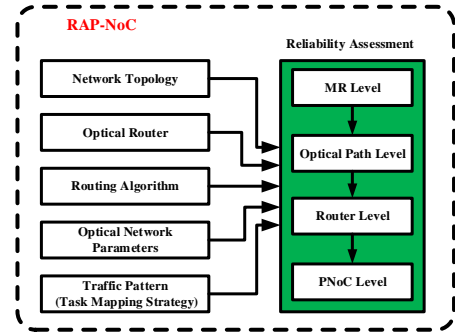 RAP-NoC
Reliability Assessment
Network Topology
Optical Router
Routing Algorithm
Optical Network
Parameters
Traffic Pattern
(Task Mapping Strategy)
MR Level
Optical Path Level
Router Level
PNoC Level